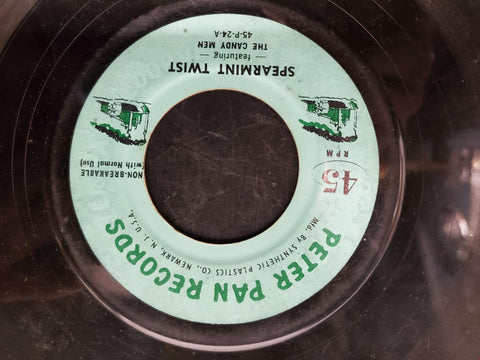 PETER PAN RECORDS
Mfd. By SYNTHETIC PLASTICS CO., NEWARK, N. J. U.S.A.
45
RPM
NON-BREAKABLE
(with Normal Use)
SPEARMINT TWIST
— featuring —
THE CANDY MEN
45-P-24-A